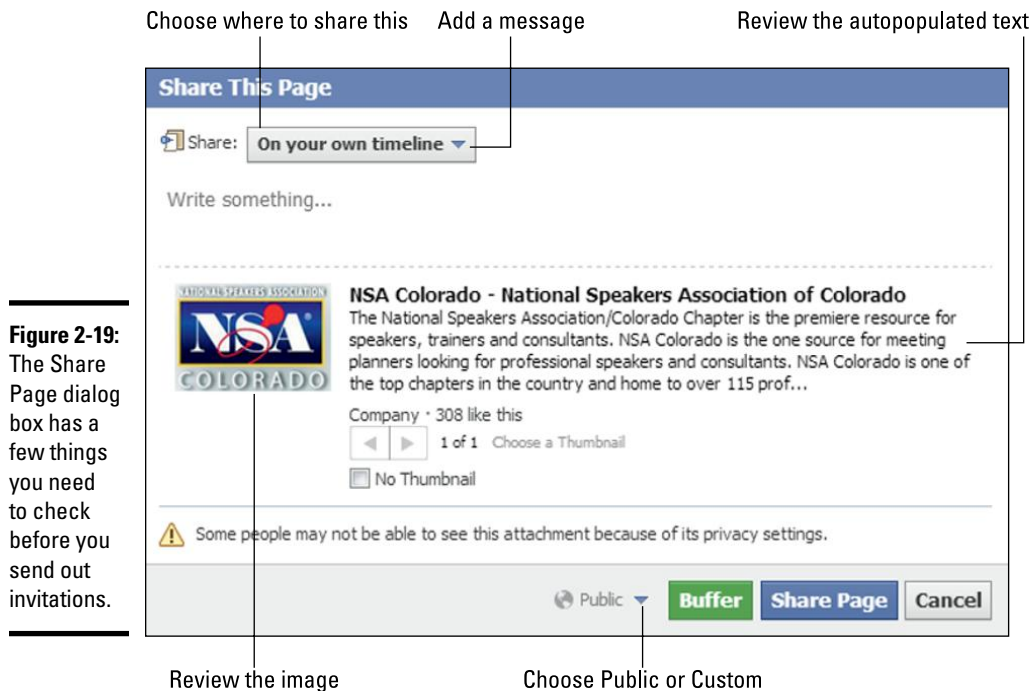 Choose where to share this Add a message Review the autopopulated text
Share This Page
Share: On your own timeline
Write something...
NATIONAL SPEAKERS ASSOCIATION
NSA
COLORADO
NSA Colorado - National Speakers Association of Colorado
The National Speakers Association/Colorado Chapter is the premiere resource for
speakers, trainers and consultants. NSA Colorado is the one source for meeting
planners looking for professional speakers and consultants. NSA Colorado is one of
the top chapters in the country and home to over 115 prof...
Company · 308 like this
1 of 1 Choose a Thumbnail
No Thumbnail
Some people may not be able to see this attachment because of its privacy settings.
Public Buffer Share Page Cancel
Review the image Choose Public or Custom
Figure 2-19:
The Share
Page dialog
box has a
few things
you need
to check
before you
send out
invitations.